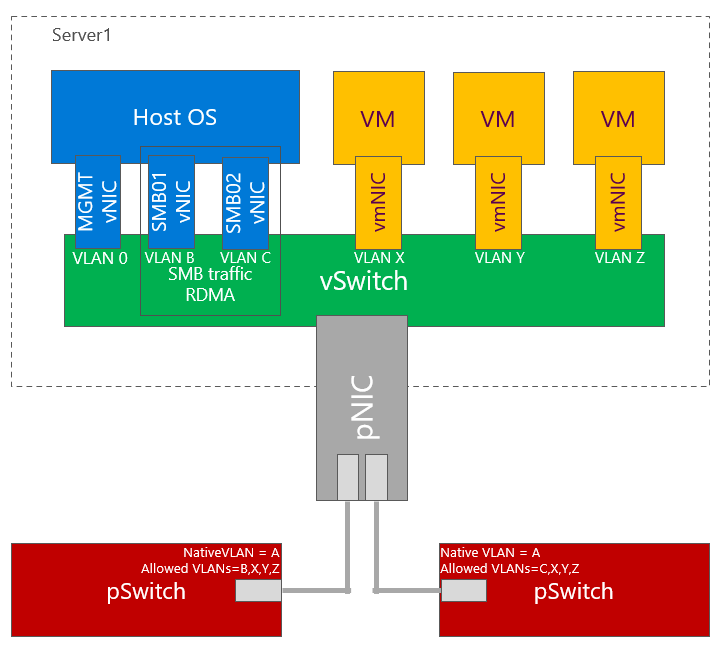 Server1
Host OS
VM
VM
VM
MGMT
vNIC
SMB01
vNIC
SMB02
vNIC
vmNIC
vmNIC
vmNIC
VLAN 0
VLAN B
VLAN C
VLAN X
VLAN Y
VLAN Z
SMB traffic
RDMA
vSwitch
pNIC
NativeVLAN = A
Allowed VLANs=B,X,Y,Z
pSwitch
Native VLAN = A
Allowed VLANs=C,X,Y,Z
pSwitch